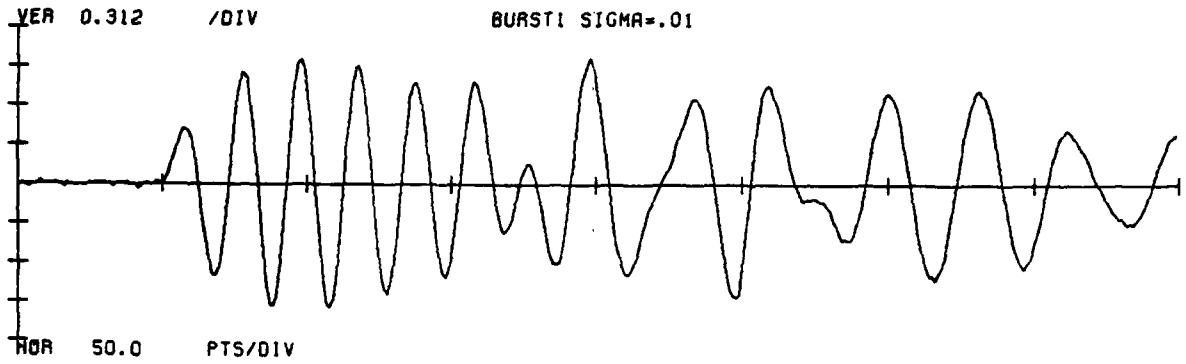 VER 0.312 /DIV BURST1 SIGMA=.01
HOR 50.0 PTS/DIV